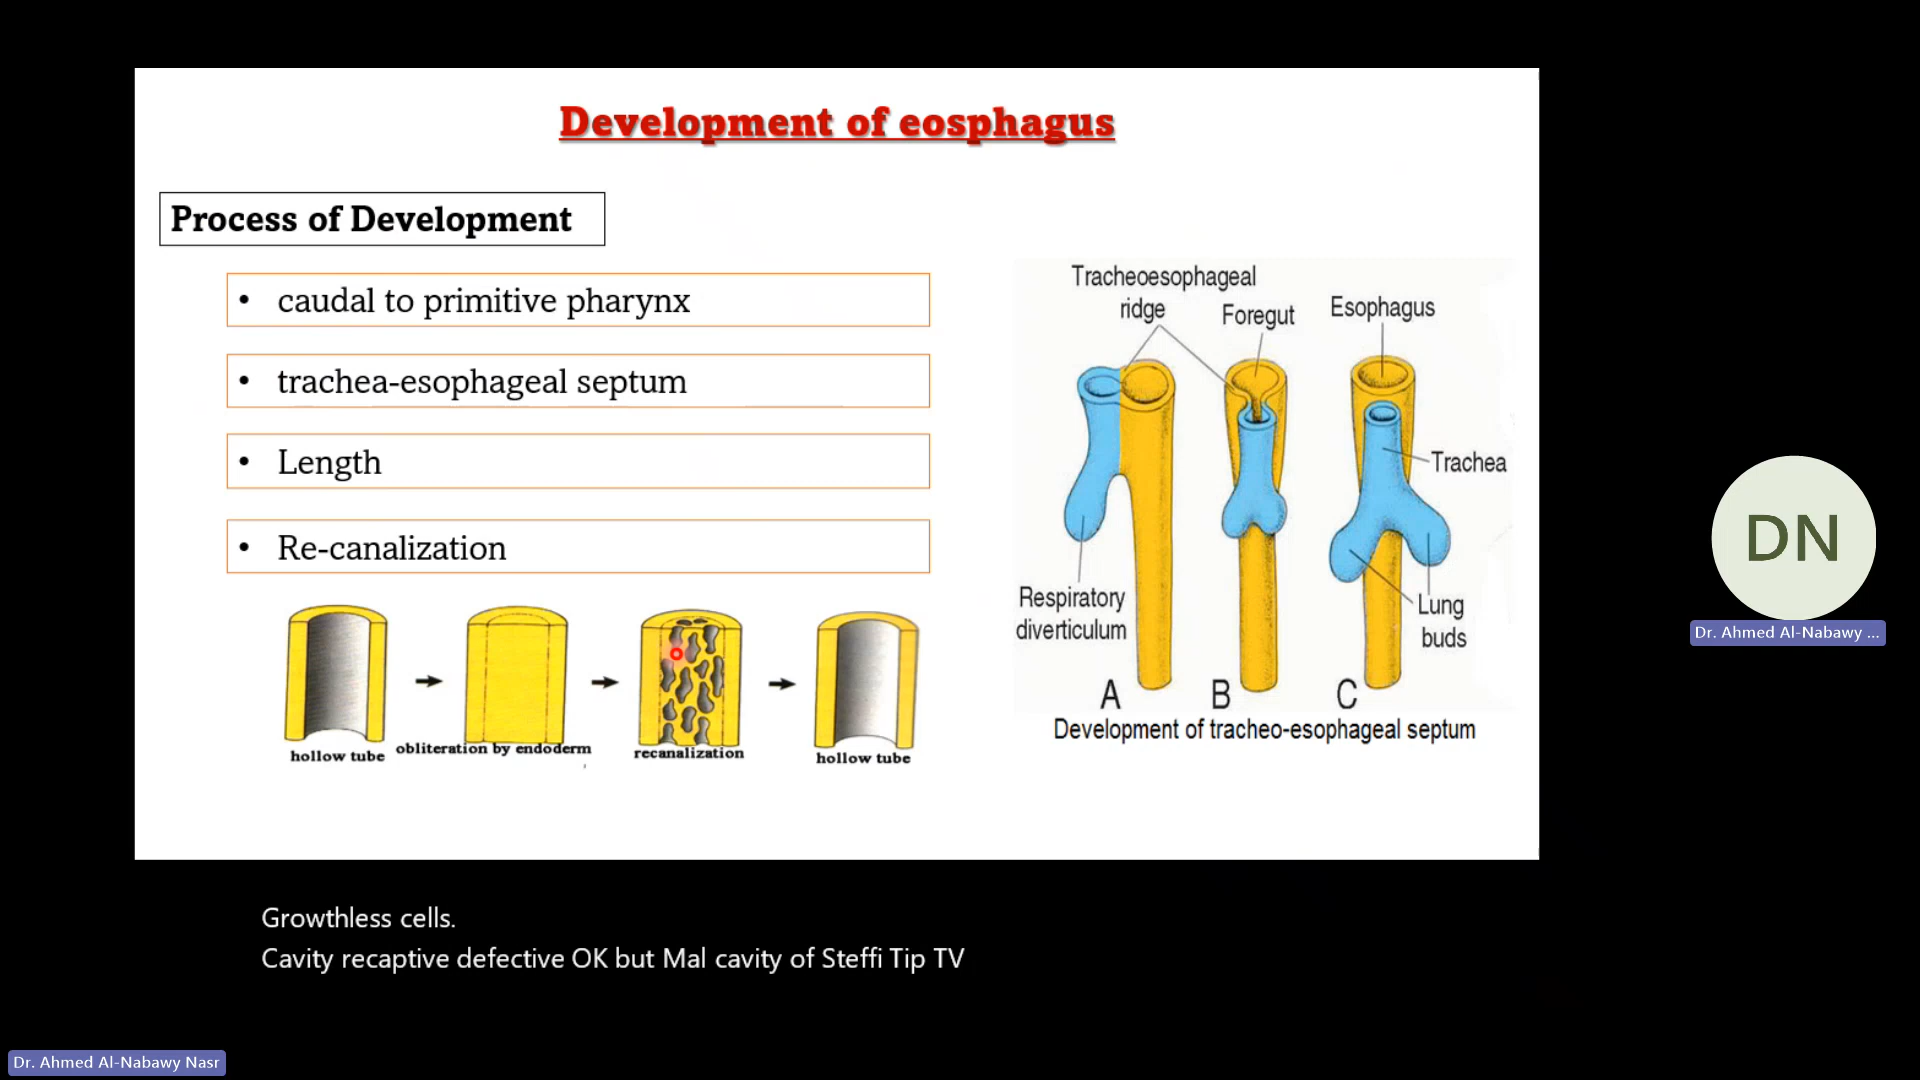 Development of eosphagus
Process of Development
• caudal to primitive pharynx
• trachea-esophageal septum
• Length
• Re-canalization
hollow tube
obliteration by endoderm
recanalization
hollow tube
Tracheoesophageal
ridge
Foregut
Esophagus
Trachea
Respiratory
diverticulum
Lung
buds
A
B
C
Development of tracheo-esophageal septum
DN
Dr. Ahmed Al-Nabawy ...
Growthless cells.
Cavity recaptive defective OK but Mal cavity of Steffi Tip TV
Dr. Ahmed Al-Nabawy Nasr